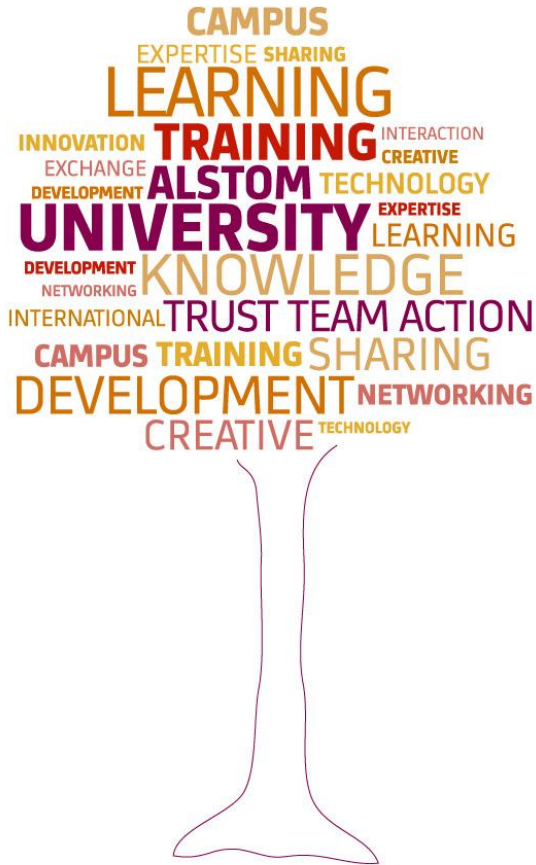 CAMPUS
EXPERTISE SHARING
LEARNING
INNOVATION TRAINING INTERACTION
CREATIVE
EXCHANGE ALSTOM TECHNOLOGY
DEVELOPMENT
UNIVERSITY EXPERTISE
LEARNING
DEVELOPMENT KNOWLEDGE
NETWORKING
INTERNATIONAL TRUST TEAM ACTION
CAMPUS TRAINING SHARING
DEVELOPMENT NETWORKING
CREATIVE TECHNOLOGY